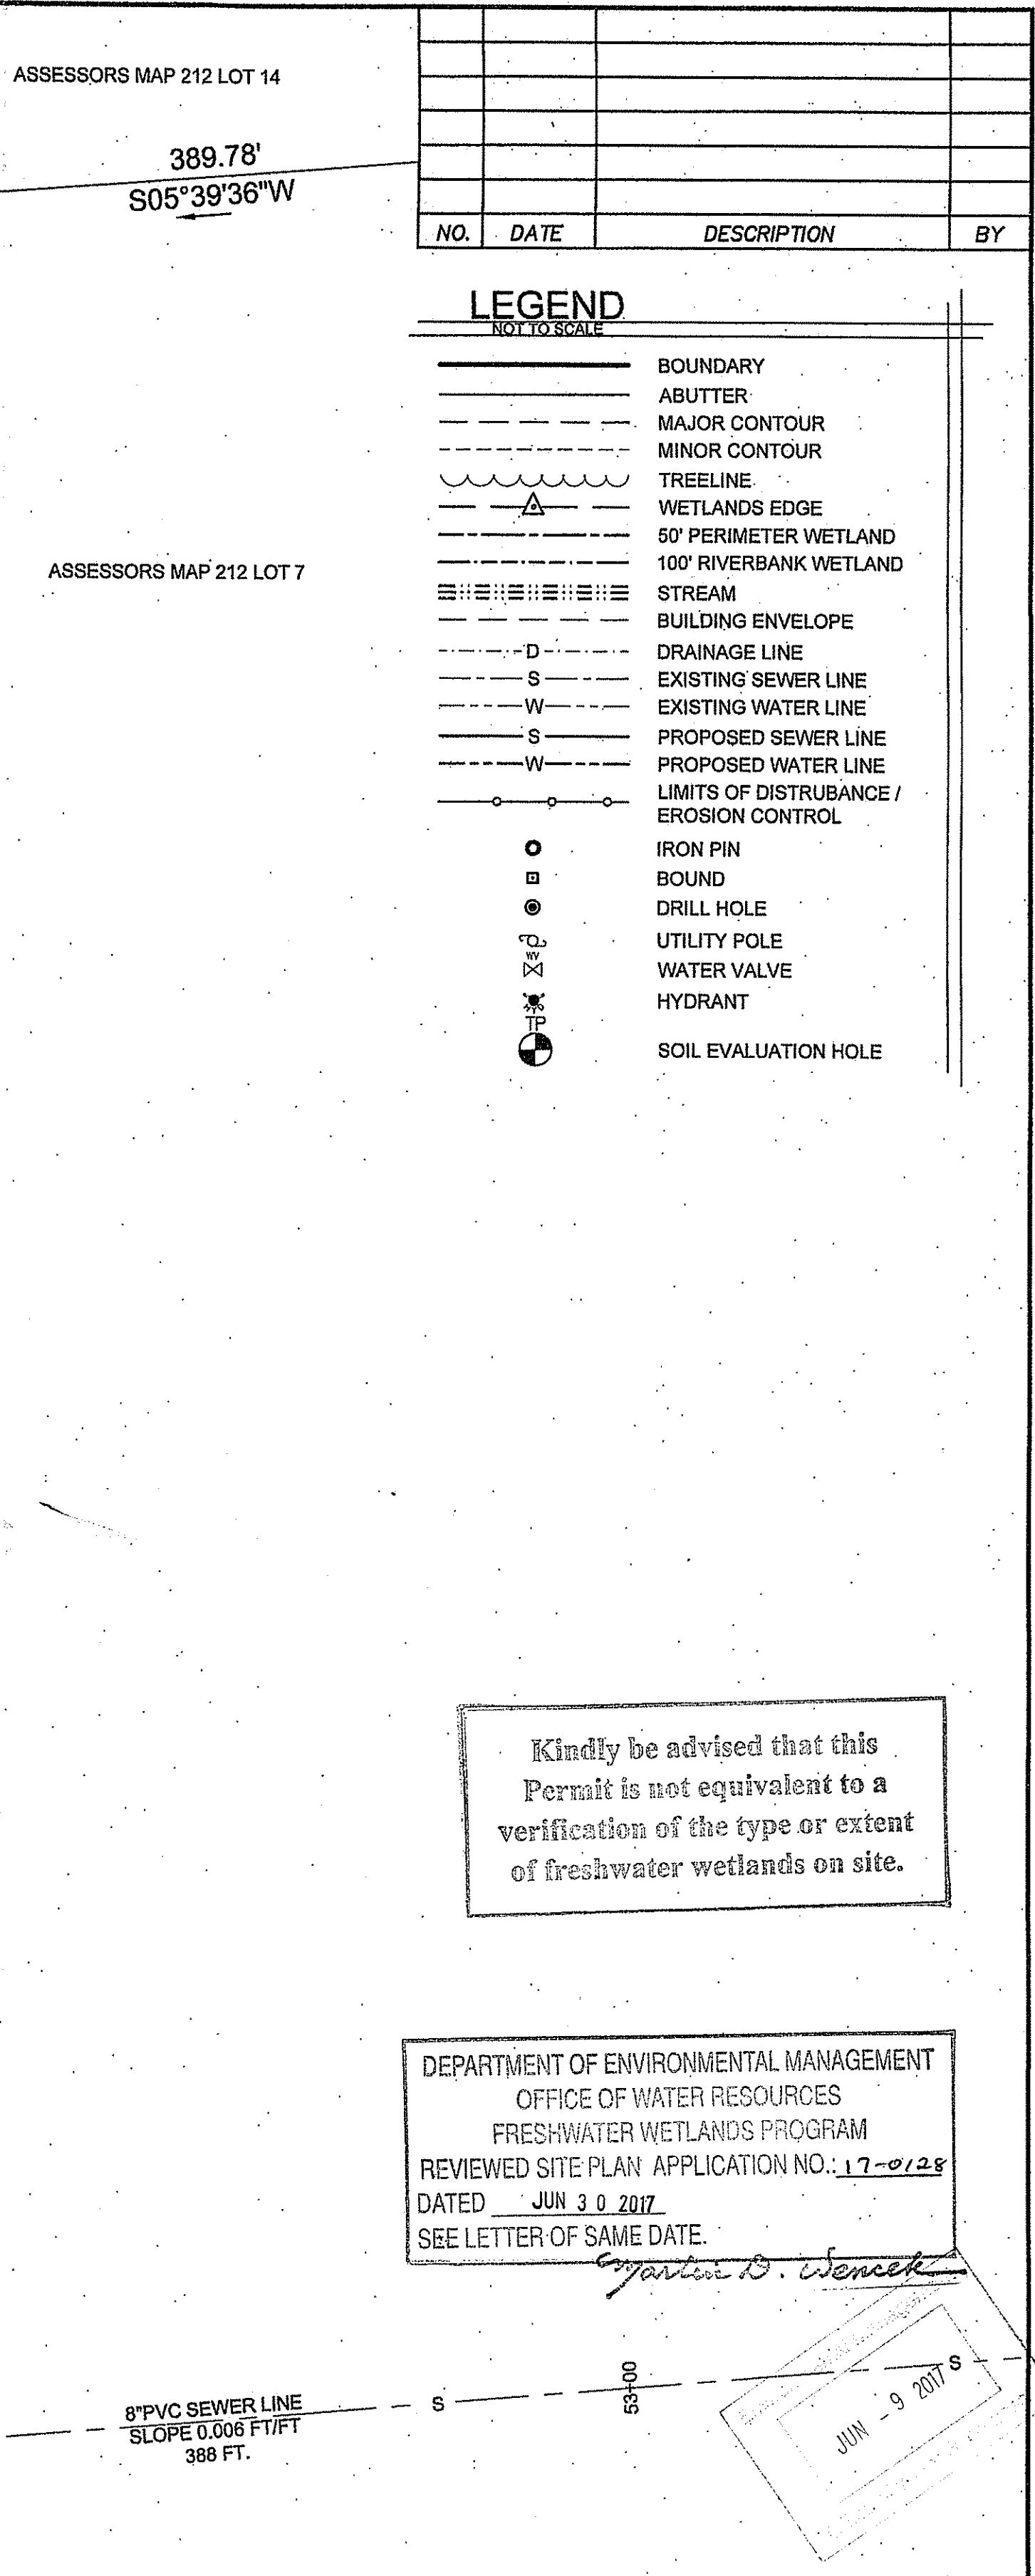 ASSESSORS MAP 212 LOT 14
389.78'
S05°39'36"W
NO. DATE DESCRIPTION BY
LEGEND
NOT TO SCALE
BOUNDARY
ABUTTER
MAJOR CONTOUR
MINOR CONTOUR
TREELINE
WETLANDS EDGE
50' PERIMETER WETLAND
100' RIVERBANK WETLAND
STREAM
BUILDING ENVELOPE
D DRAINAGE LINE
S EXISTING SEWER LINE
W EXISTING WATER LINE
S PROPOSED SEWER LINE
W PROPOSED WATER LINE
LIMITS OF DISTRUBANCE /
EROSION CONTROL
IRON PIN
BOUND
DRILL HOLE
UTILITY POLE
WV
WATER VALVE
HYDRANT
TP
SOIL EVALUATION HOLE
ASSESSORS MAP 212 LOT 7
Kindly be advised that this
Permit is not equivalent to a
verification of the type or extent
of freshwater wetlands on site.
DEPARTMENT OF ENVIRONMENTAL MANAGEMENT
OFFICE OF WATER RESOURCES
FRESHWATER WETLANDS PROGRAM
REVIEWED SITE PLAN APPLICATION NO.: 17-0128
DATED JUN 30 2017
SEE LETTER OF SAME DATE.
Martin D. Wencek
8"PVC SEWER LINE
SLOPE 0.006 FT/FT
388 FT.
S
53+00
S
JUN - 9 2017